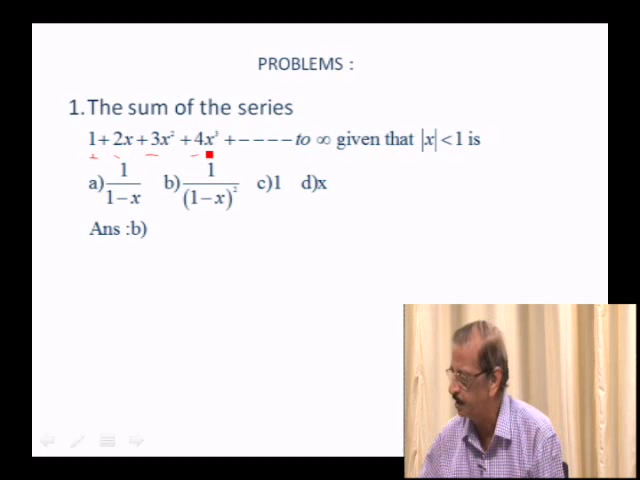 PROBLEMS :
1.The sum of the series
1+2x+3x²+4x³+----to ∞ given that |x|<1 is
a) 1/(1-x) b) 1/(1-x)² c)1 d)x
Ans :b)